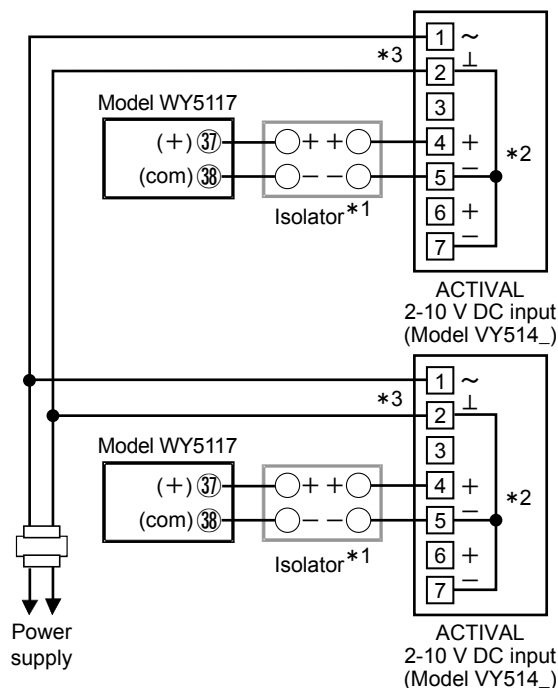 1 ~
*3
2 ⊥
Model WY5117
3
(+) 37 + + 4 +
*2
(com) 38 − − 5 −
Isolator*1
6 +
7 −
ACTIVAL
2-10 V DC input
(Model VY514_)
1 ~
*3
2 ⊥
Model WY5117
3
(+) 37 + + 4 +
*2
(com) 38 − − 5 −
Isolator*1
6 +
7 −
Power
supply
ACTIVAL
2-10 V DC input
(Model VY514_)